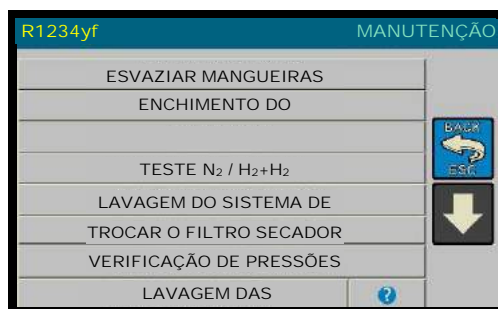 R1234yf MANUTENÇÃO
ESVAZIAR MANGUEIRAS
ENCHIMENTO DO
BACK
ESC
TESTE N₂ / H₂+H₂
LAVAGEM DO SISTEMA DE
TROCAR O FILTRO SECADOR
VERIFICAÇÃO DE PRESSÕES
LAVAGEM DAS ?